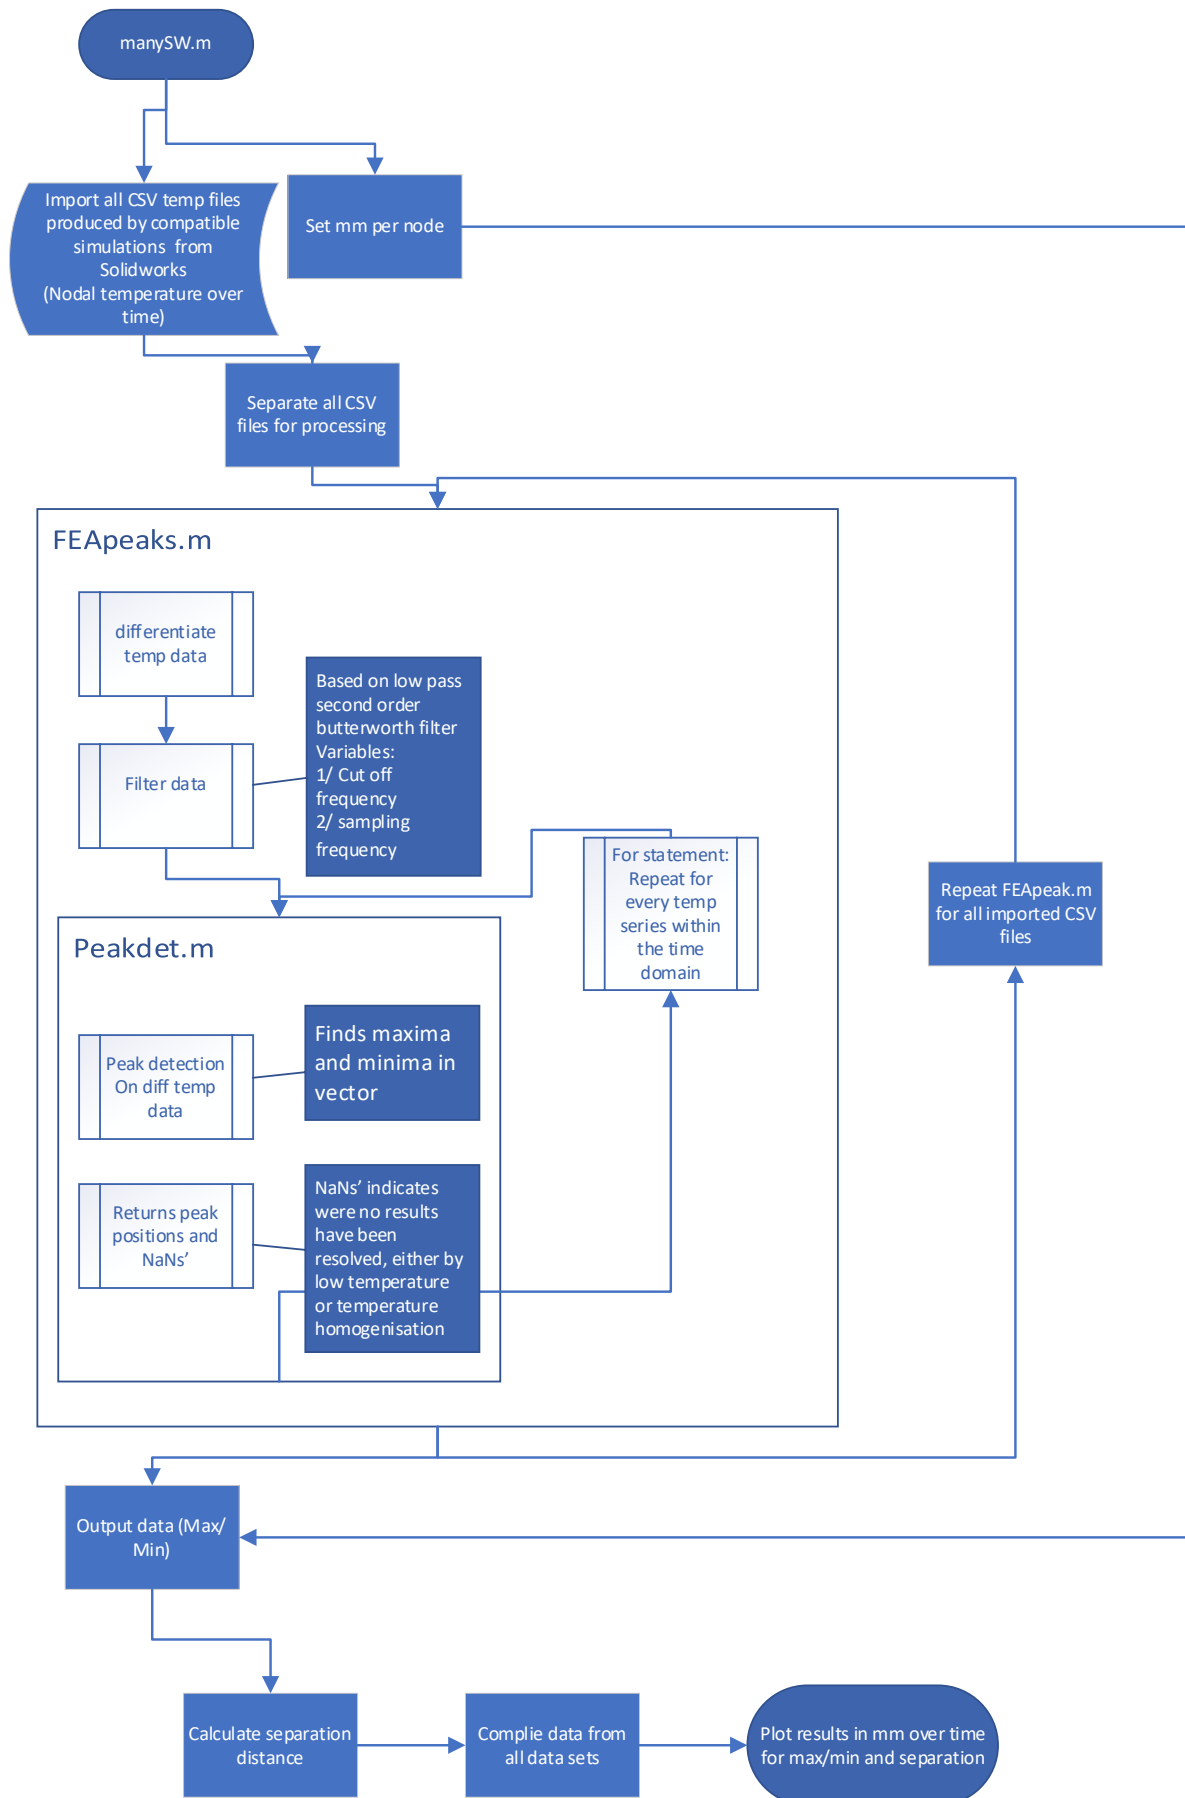 manySW.m
Import all CSV temp files
produced by compatible
simulations from
Solidworks
(Nodal temperature over
time)
Set mm per node
Separate all CSV
files for processing
FEApeaks.m
differentiate
temp data
Filter data
Based on low pass
second order
butterworth filter
Variables:
1/ Cut off
frequency
2/ sampling
frequency
For statement:
Repeat for
every temp
series within
the time
domain
Repeat FEApeak.m
for all imported CSV
files
Peakdet.m
Peak detection
On diff temp
data
Finds maxima
and minima in
vector
Returns peak
positions and
NaNs’
NaNs’ indicates
were no results
have been
resolved, either by
low temperature
or temperature
homogenisation
Output data (Max/
Min)
Calculate separation
distance
Complie data from
all data sets
Plot results in mm over time
for max/min and separation